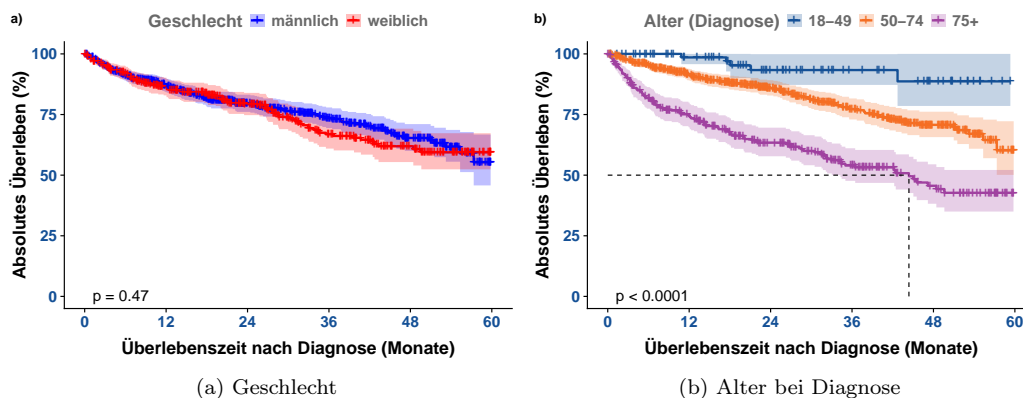 a)
Geschlecht männlich weiblich
Absolutes Überleben (%)
100
75
50
25
0
p = 0.47
0 12 24 36 48 60
Überlebenszeit nach Diagnose (Monate)
(a) Geschlecht
b)
Alter (Diagnose) 18–49 50–74 75+
Absolutes Überleben (%)
100
75
50
25
0
p < 0.0001
0 12 24 36 48 60
Überlebenszeit nach Diagnose (Monate)
(b) Alter bei Diagnose